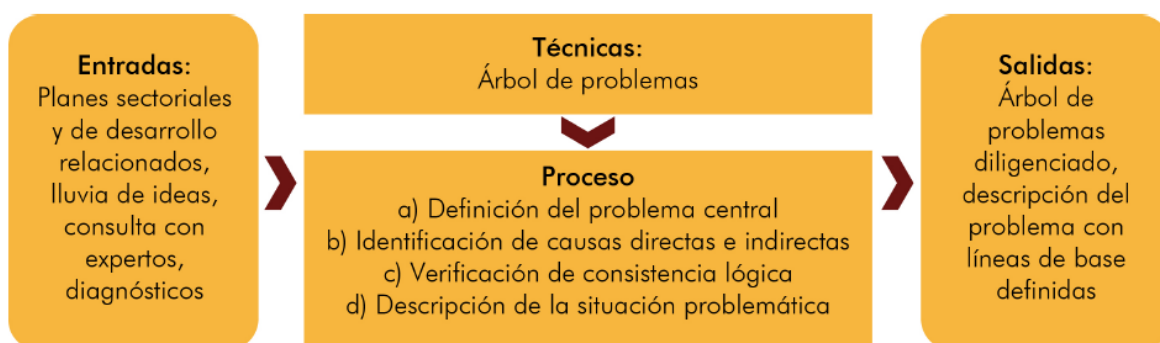 Entradas:
Planes sectoriales
y de desarrollo
relacionados,
lluvia de ideas,
consulta con
expertos,
diagnósticos
Técnicas:
Árbol de problemas
Proceso
a) Definición del problema central
b) Identificación de causas directas e indirectas
c) Verificación de consistencia lógica
d) Descripción de la situación problemática
Salidas:
Árbol de
problemas
diligenciado,
descripción del
problema con
líneas de base
definidas